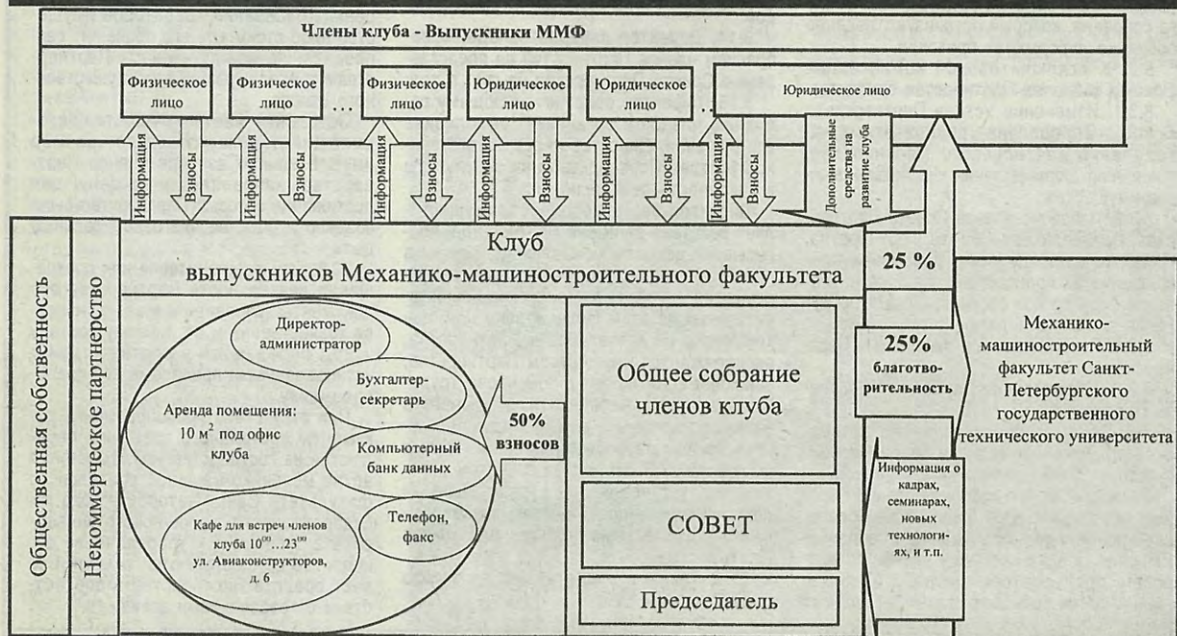 Члены клуба - Выпускники ММФ
Физическое
лицо
Физическое
лицо
...
Физическое
лицо
Юридическое
лицо
Юридическое
лицо
...
Юридическое лицо
Информация
Взносы
Информация
Взносы
Информация
Взносы
Информация
Взносы
Информация
Взносы
Информация
Взносы
Дополнительные
средства на
развитие клуба
Клуб
выпускников Механико-машиностроительного факультета
25 %
Общественная собственность
Некоммерческое партнерство
Директор-
администратор
Бухгалтер-
секретарь
Аренда помещения:
10 м² под офис
клуба
Компьютерный
банк данных
Телефон,
факс
Кафе для встреч членов
клуба 10⁰⁰...23⁰⁰
ул. Авиаконструкторов,
д. 6
50%
взносов
Общее собрание
членов клуба
СОВЕТ
Председатель
25%
благотво-
рительность
Механико-
машиностроительный
факультет Санкт-
Петербургского
государственного
технического университета
Информация о
кадрах,
семинарах,
новых
технологи-
ях, и т.п.